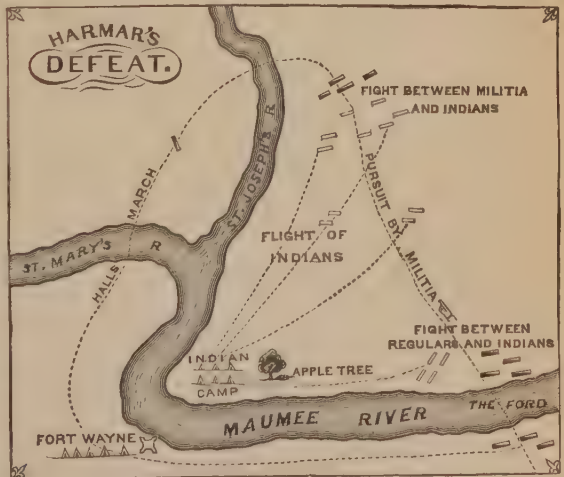 HARMAR'S
DEFEAT.
FIGHT BETWEEN MILITIA
AND INDIANS
HALLS MARCH
ST. JOSEPH'S R
PURSUIT BY MILITIA
FLIGHT OF
INDIANS
ST. MARY'S R
FIGHT BETWEEN
REGULARS AND INDIANS
INDIAN
CAMP
APPLE TREE
THE FORD
MAUMEE RIVER
FORT WAYNE